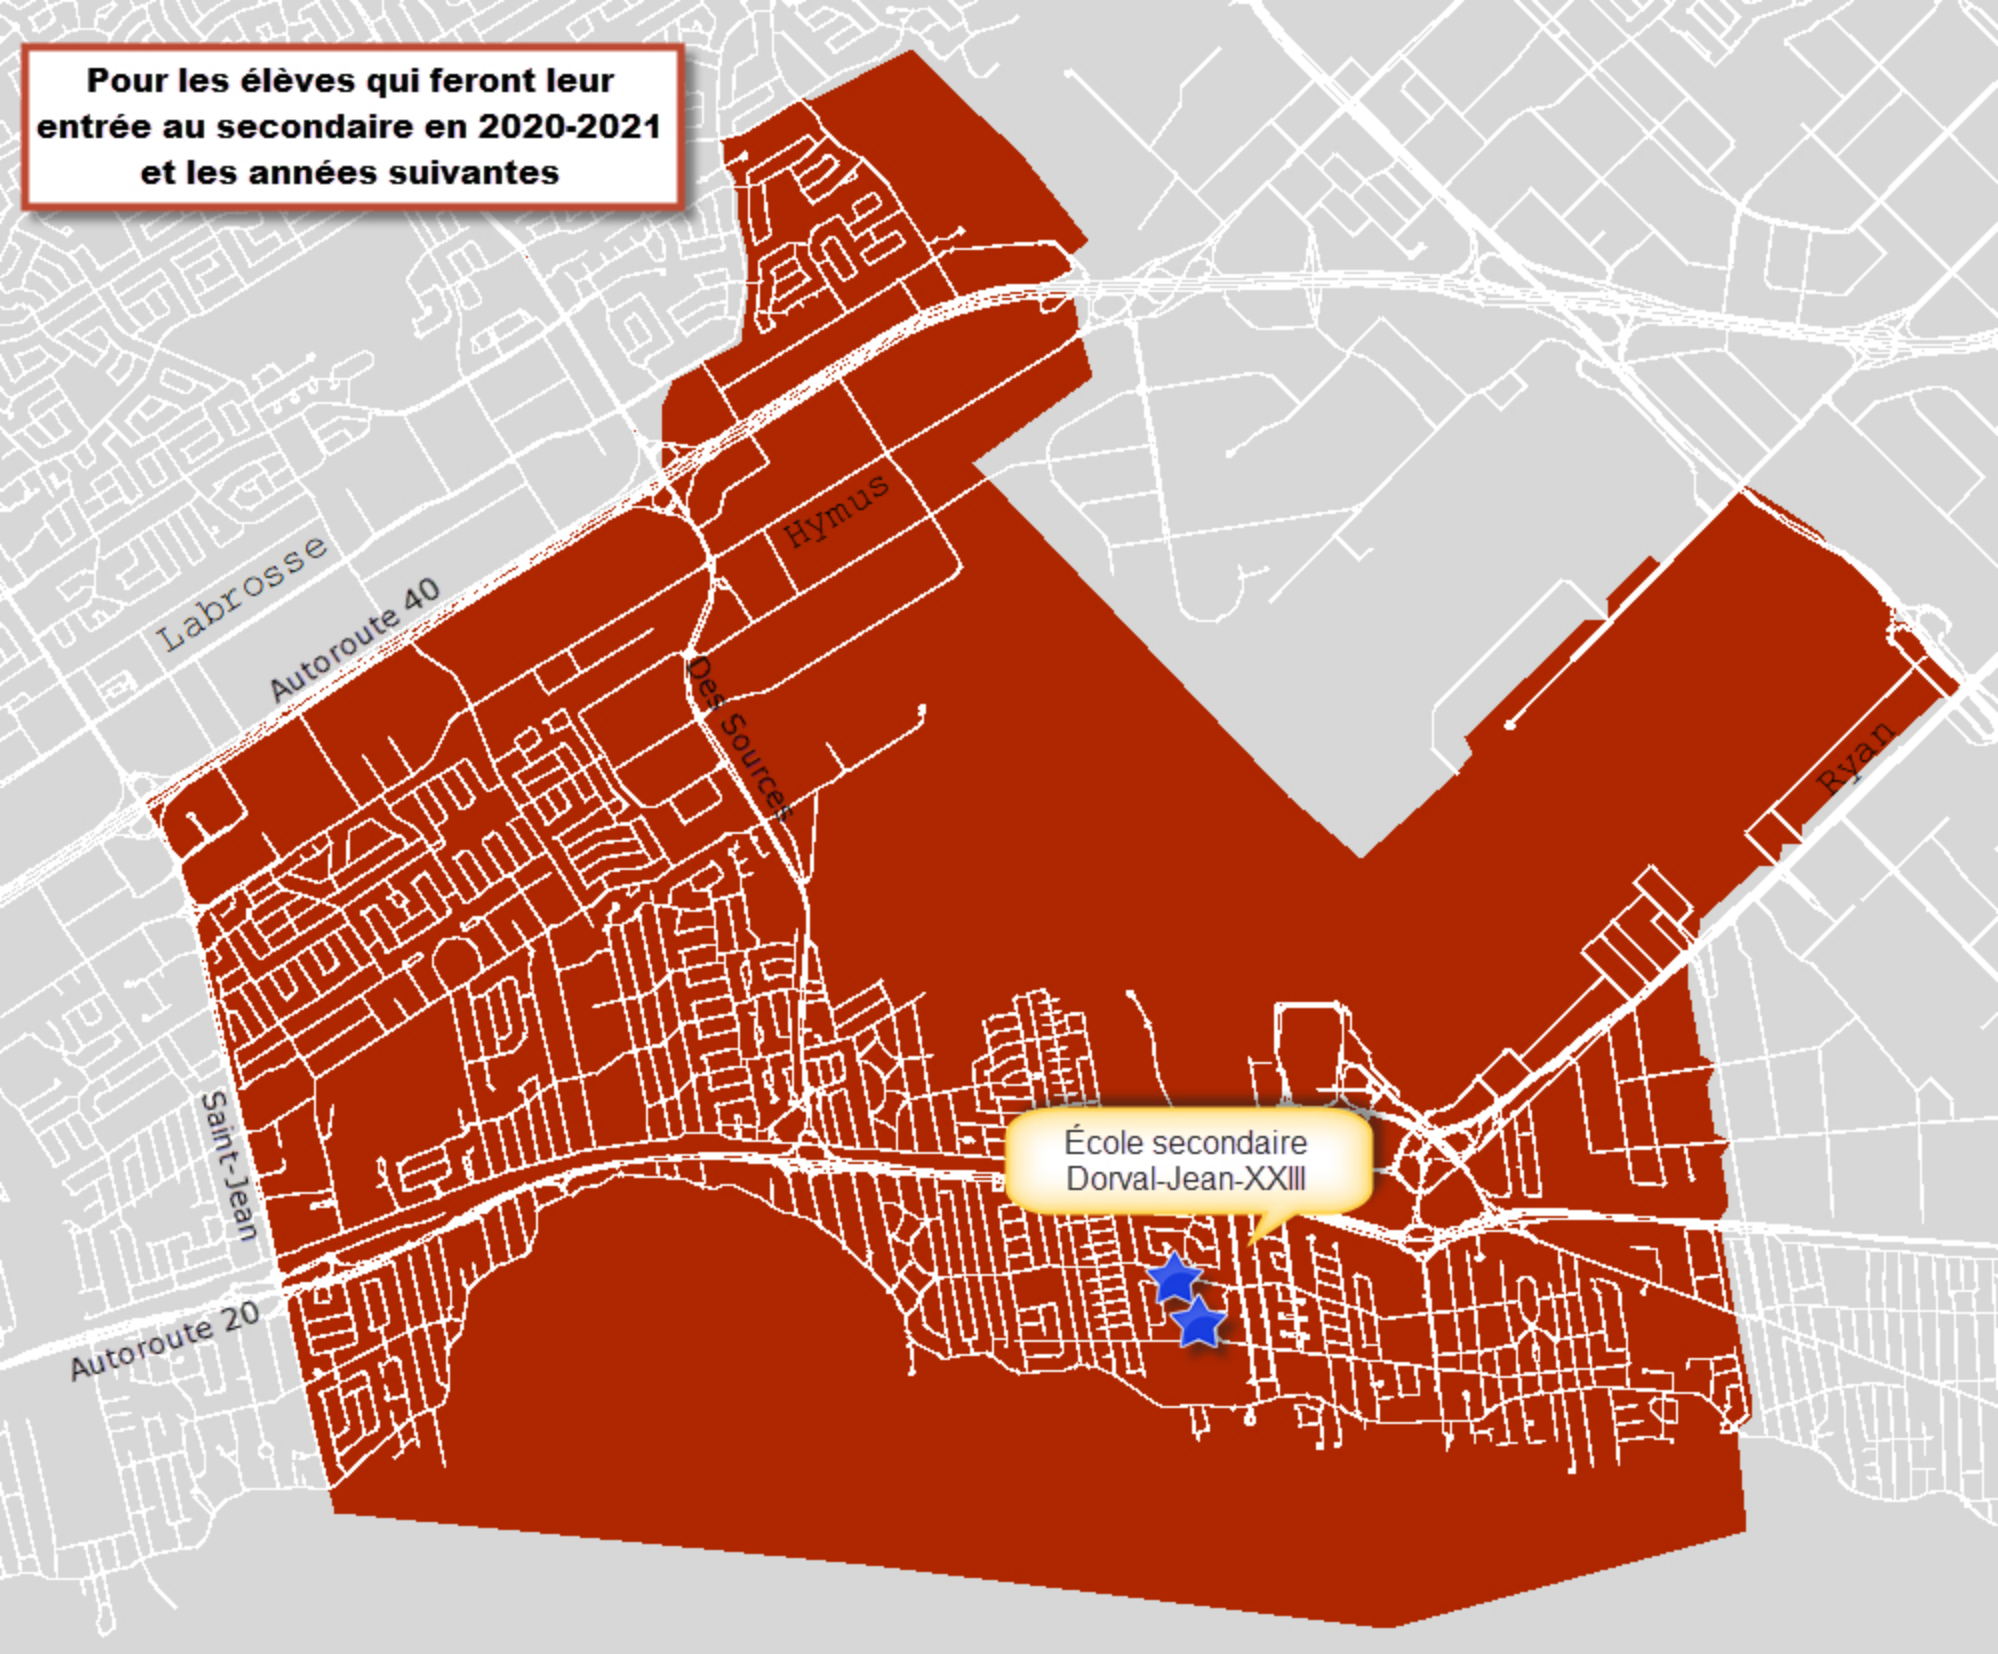 Pour les élèves qui feront leur
entrée au secondaire en 2020-2021
et les années suivantes
Hymus
Labrosse
Autoroute 40
Des Sources
Ryan
Saint-Jean
École secondaire
Dorval-Jean-XXIII
Autoroute 20